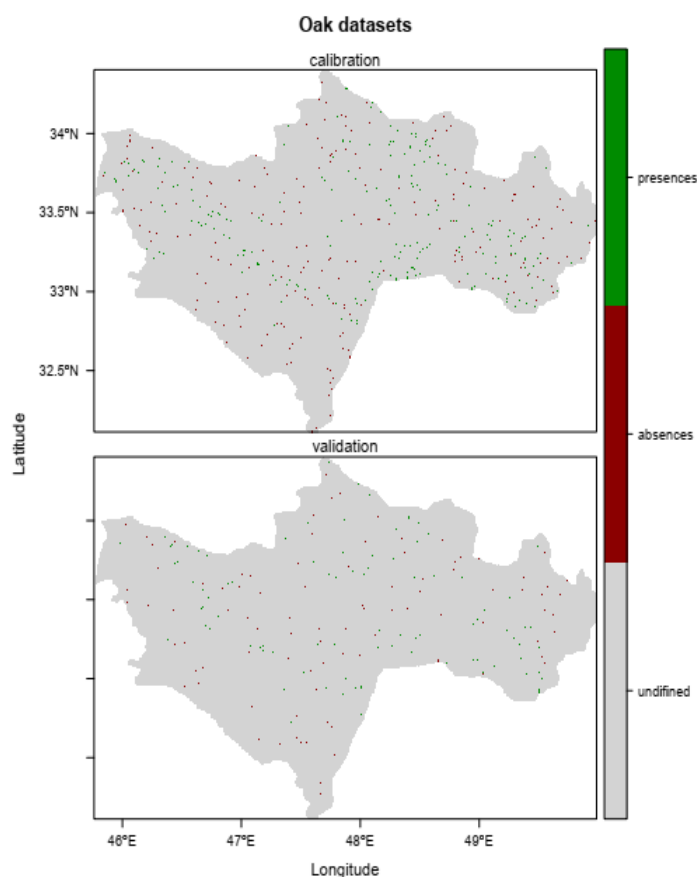 Oak datasets
calibration
34°N
33.5°N
33°N
32.5°N
presences
absences
undifined
Latitude
validation
46°E
47°E
48°E
49°E
Longitude